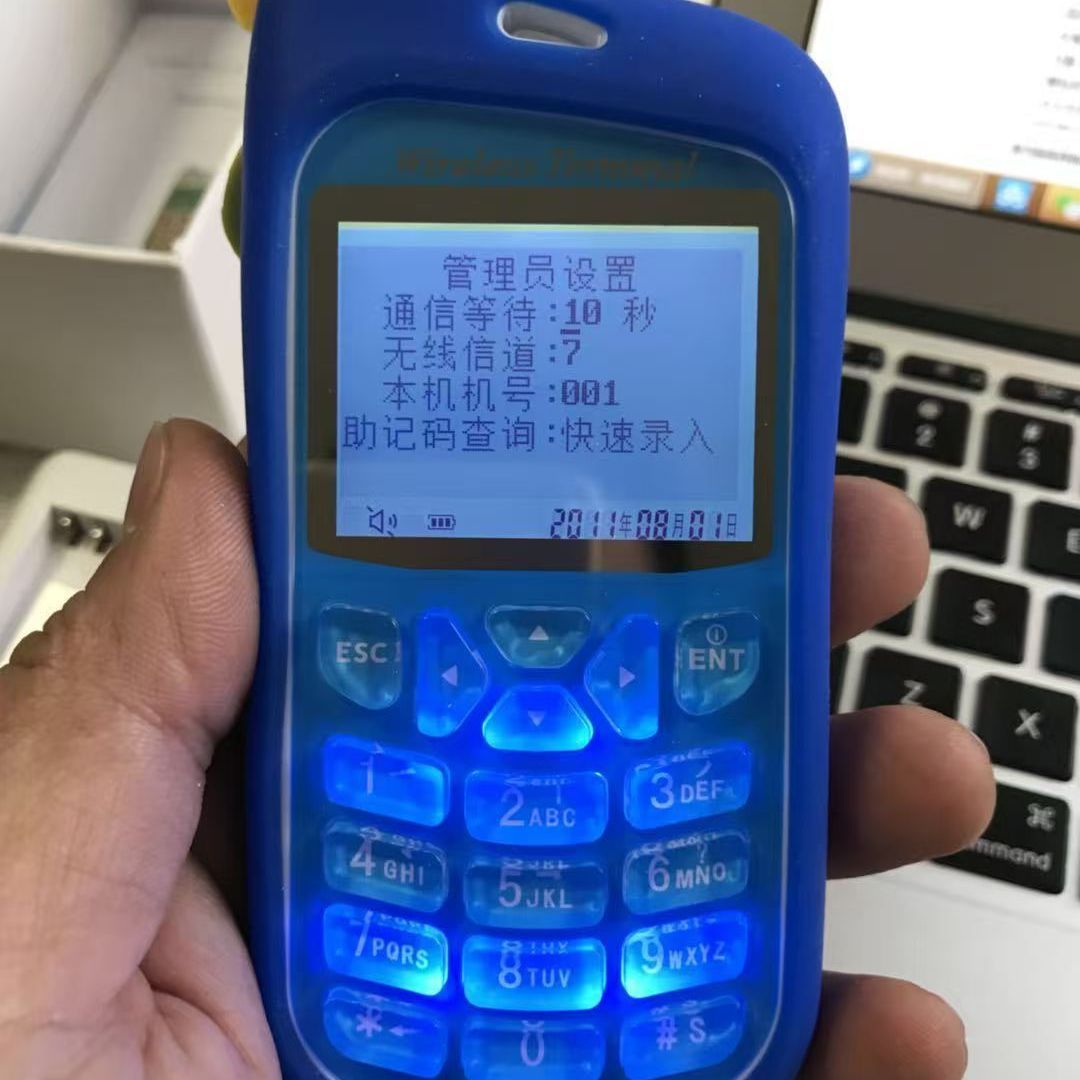 Wireless Terminal
管理员设置
通信等待:10 秒
无线信道:7
本机机号:001
助记码查询:快速录入
2011年08月01日
ESC
ENT
1
2ABC
3DEF
4GHI
5JKL
6MNO
7PQRS
8TUV
9WXYZ
*←
0
#S
2
3
W
E
S
Z
X
⌘